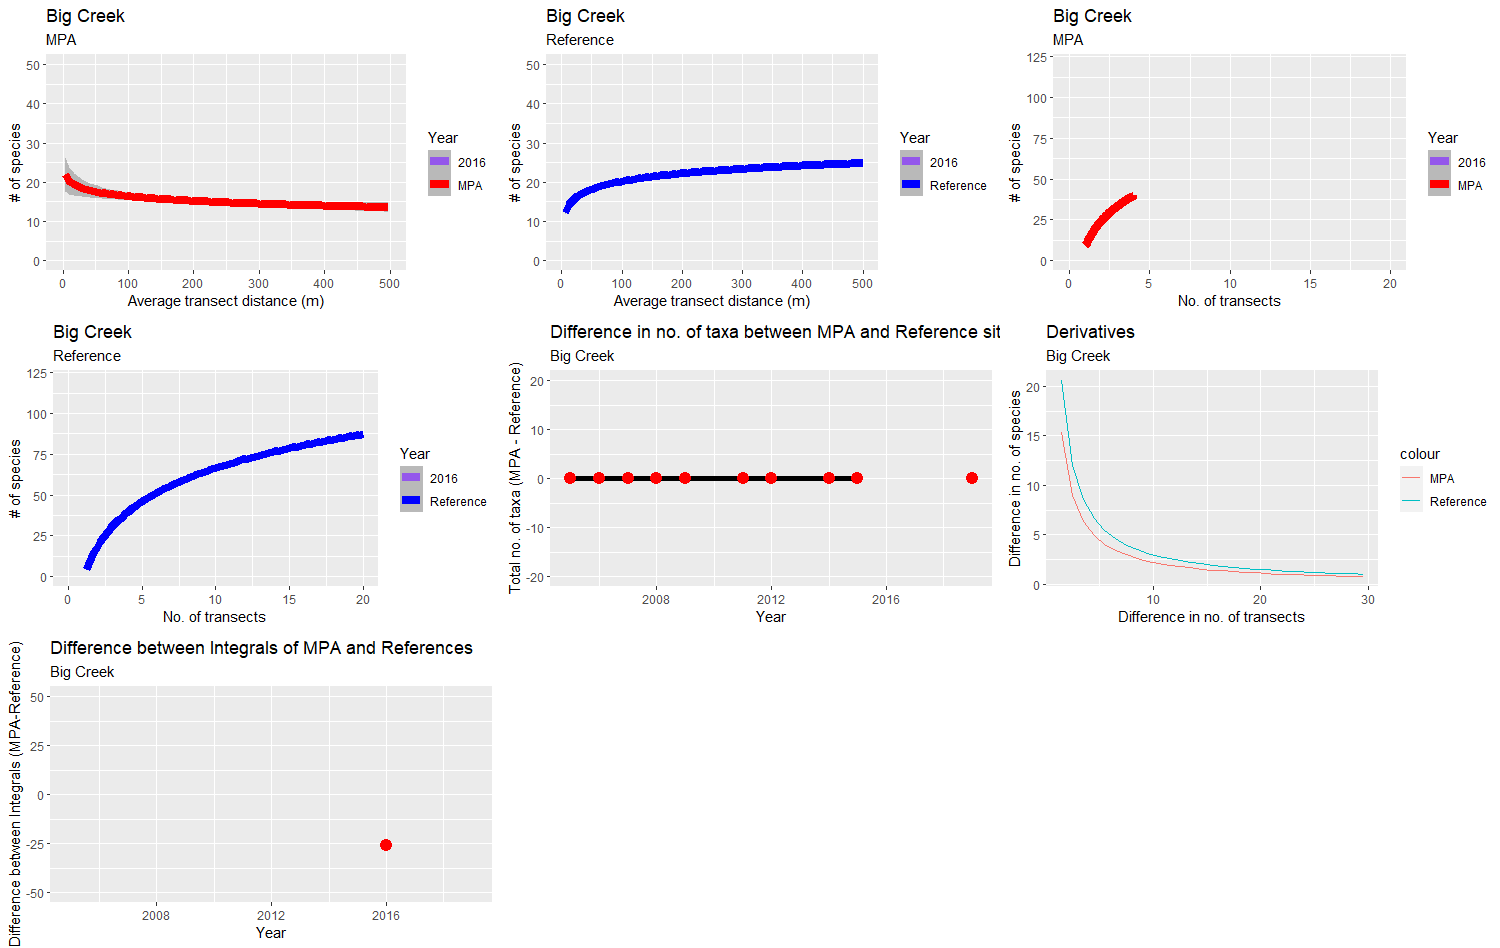 Big Creek
MPA
# of species
50
40
30
20
10
0
0 100 200 300 400 500
Average transect distance (m)
Year
2016
MPA
Big Creek
Reference
# of species
50
40
30
20
10
0
0 100 200 300 400 500
Average transect distance (m)
Year
2016
Reference
Big Creek
MPA
# of species
125
100
75
50
25
0
0 5 10 15 20
No. of transects
Year
2016
MPA
Big Creek
Reference
# of species
125
100
75
50
25
0
0 5 10 15 20
No. of transects
Year
2016
Reference
Difference in no. of taxa between MPA and Reference sit
Big Creek
Total no. of taxa (MPA - Reference)
20
10
0
-10
-20
2008 2012 2016
Year
Derivatives
Big Creek
Difference in no. of species
20
15
10
5
0
10 20 30
Difference in no. of transects
colour
MPA
Reference
Difference between Integrals of MPA and References
Big Creek
Difference between Integrals (MPA-Reference)
50
25
0
-25
-50
2008 2012 2016
Year